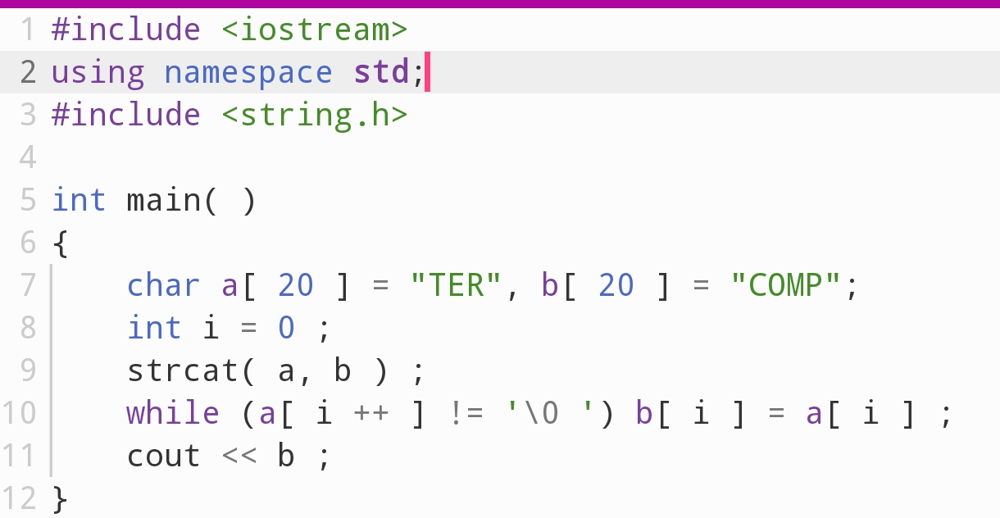 1 #include <iostream>
2 using namespace std;
3 #include <string.h>
4
5 int main( )
6 {
7     char a[ 20 ] = "TER", b[ 20 ] = "COMP";
8     int i = 0 ;
9     strcat( a, b ) ;
10     while (a[ i ++ ] != '\0 ') b[ i ] = a[ i ] ;
11     cout << b ;
12 }